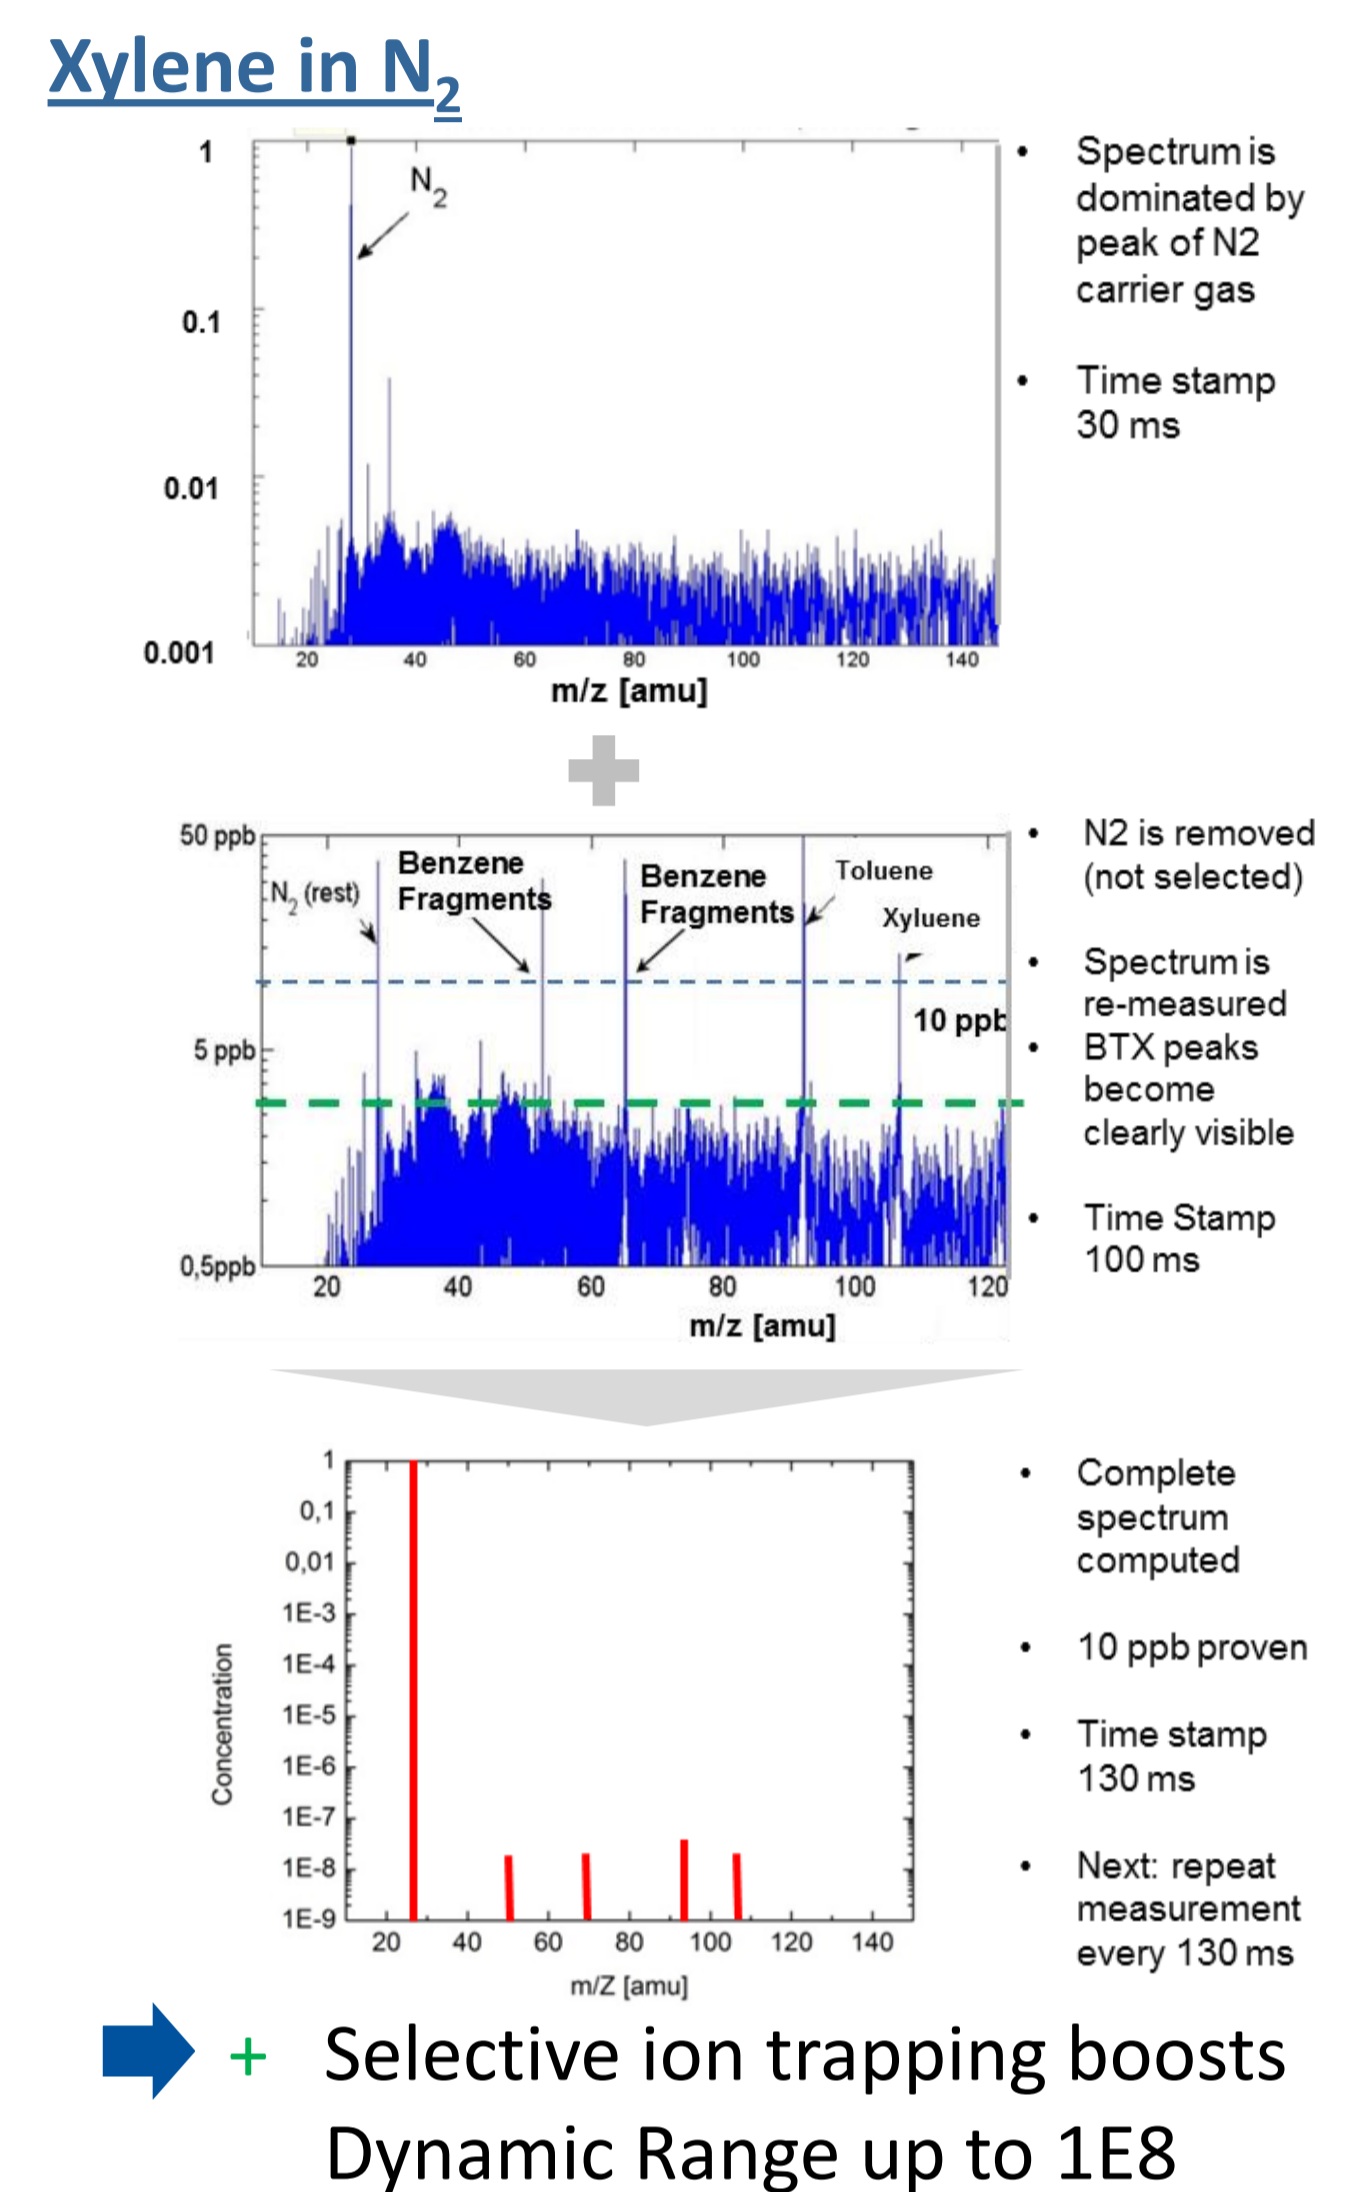 Xylene in N2
1
0.1
0.01
0.001
N2
20 40 60 80 100 120 140
m/z [amu]
• Spectrum is
dominated by
peak of N2
carrier gas
• Time stamp
30 ms
50 ppb
5 ppb
0,5ppb
N2 (rest)
Benzene
Fragments
Benzene
Fragments
Toluene
Xyluene
10 ppb
20 40 60 80 100 120
m/z [amu]
• N2 is removed
(not selected)
• Spectrum is
re-measured
• BTX peaks
become
clearly visible
• Time Stamp
100 ms
Concentration
1
0,1
0,01
1E-3
1E-4
1E-5
1E-6
1E-7
1E-8
1E-9
20 40 60 80 100 120 140
m/Z [amu]
• Complete
spectrum
computed
• 10 ppb proven
• Time stamp
130 ms
• Next: repeat
measurement
every 130 ms
+ Selective ion trapping boosts
Dynamic Range up to 1E8